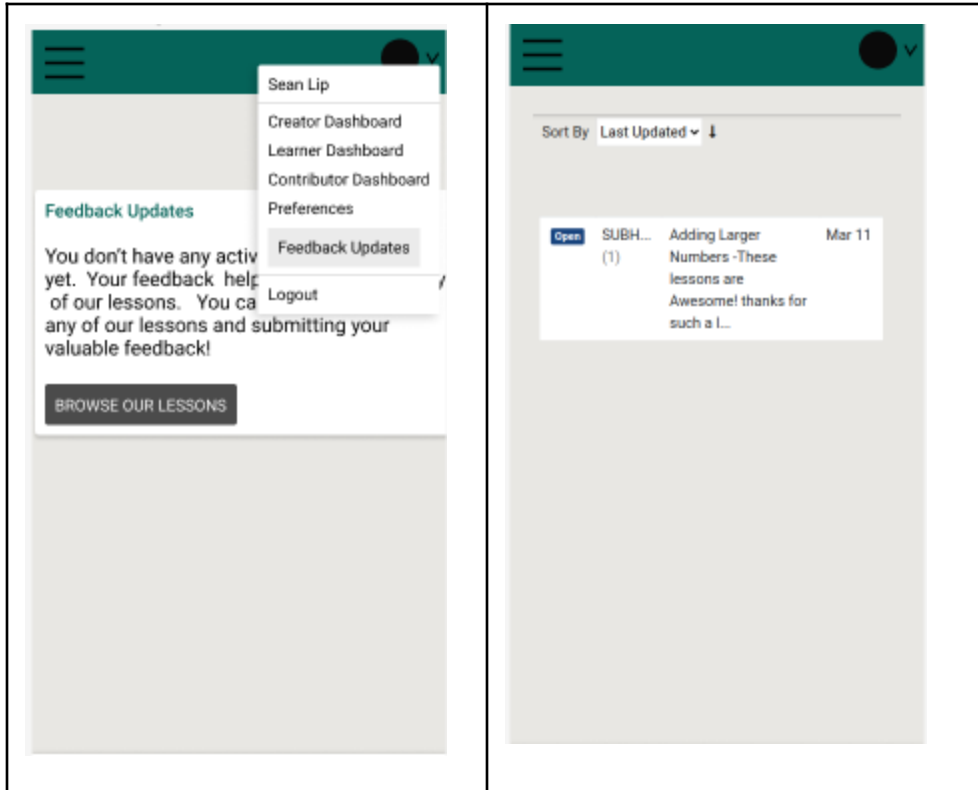 Sean Lip
Creator Dashboard
Learner Dashboard
Contributor Dashboard
Preferences
Feedback Updates
Logout
Feedback Updates
You don't have any activ
yet. Your feedback help
of our lessons. You ca
any of our lessons and submitting your
valuable feedback!
BROWSE OUR LESSONS
Sort By Last Updated
Open SUBH... Adding Larger Mar 11
(1) Numbers -These
lessons are
Awesome! thanks for
such a l...